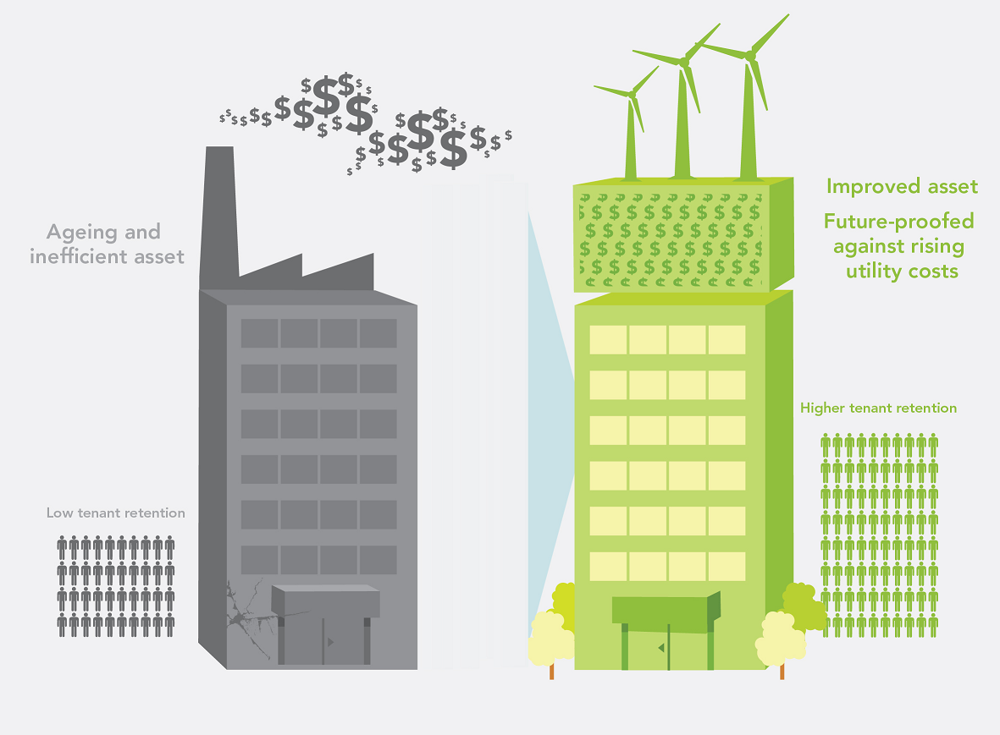 Ageing and
inefficient asset
Low tenant retention
Improved asset
Future-proofed
against rising
utility costs
Higher tenant retention